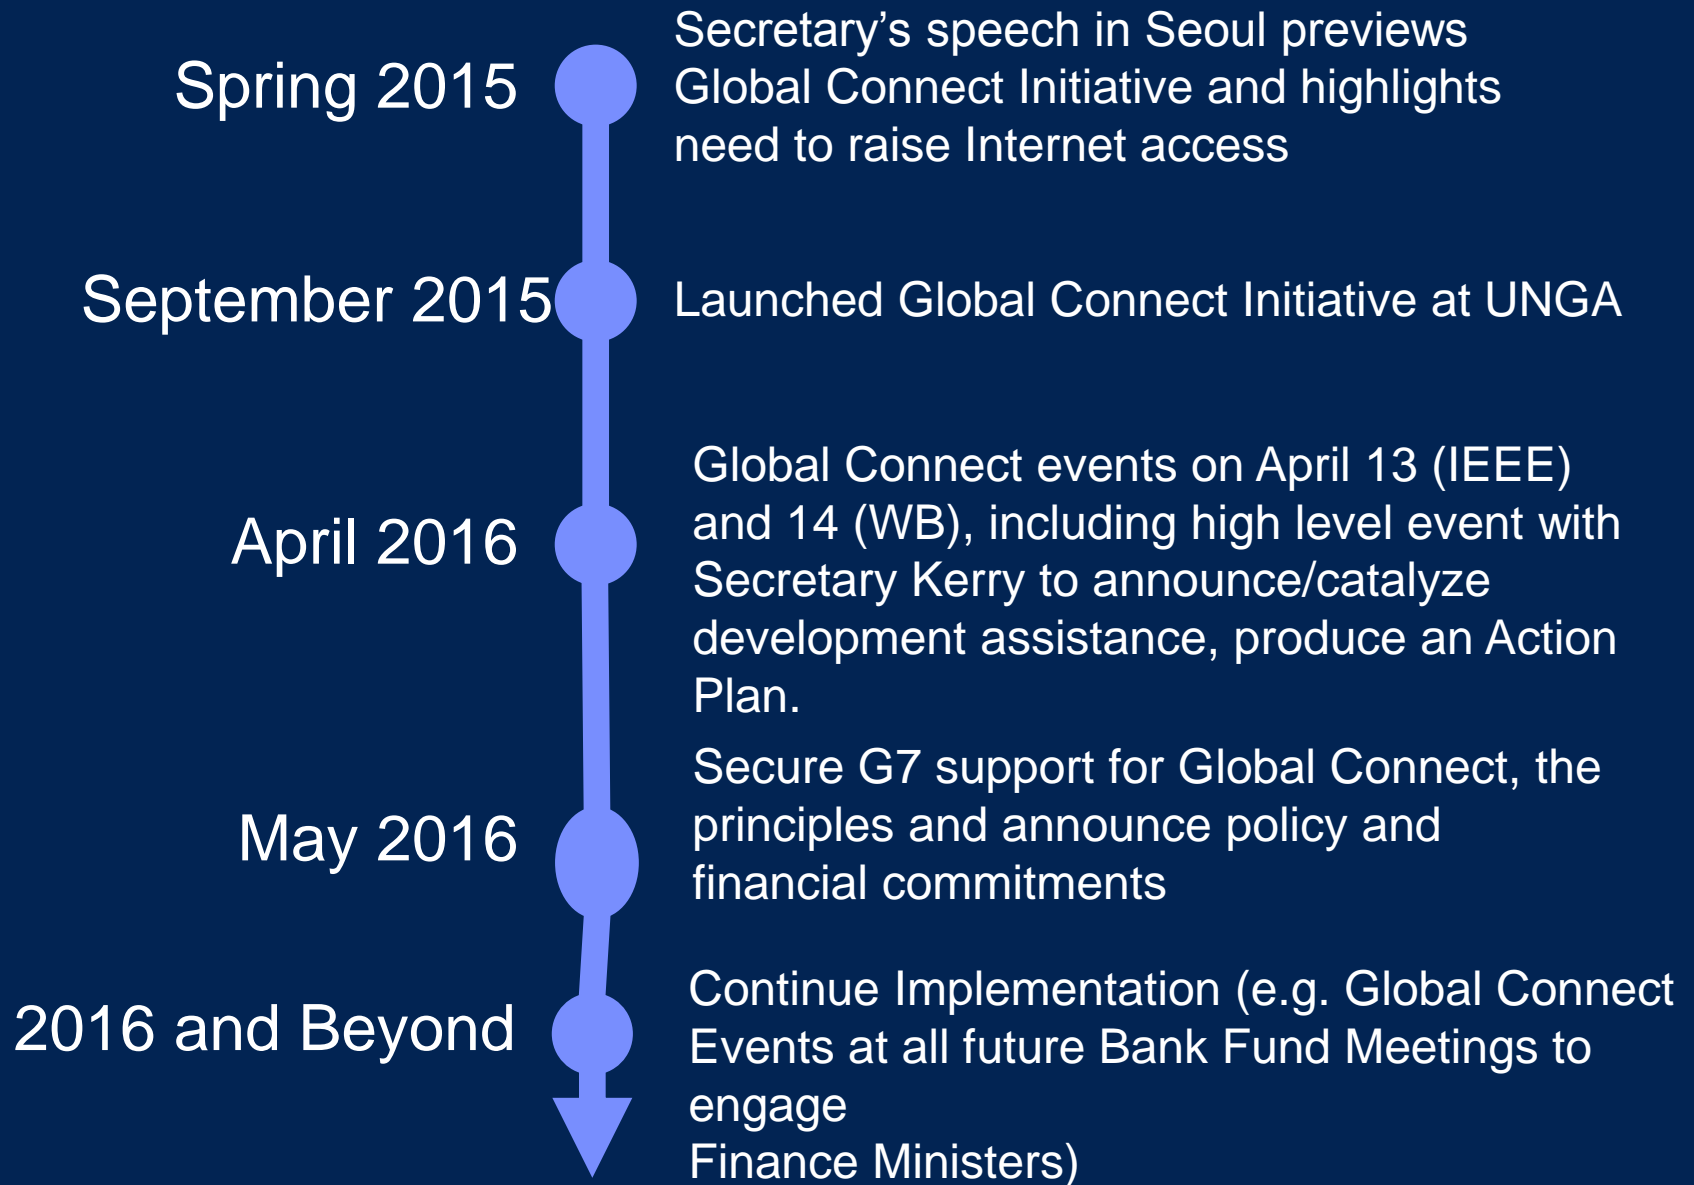 Spring 2015
Secretary’s speech in Seoul previews
Global Connect Initiative and highlights
need to raise Internet access
September 2015
Launched Global Connect Initiative at UNGA
April 2016
Global Connect events on April 13 (IEEE)
and 14 (WB), including high level event with
Secretary Kerry to announce/catalyze
development assistance, produce an Action
Plan.
May 2016
Secure G7 support for Global Connect, the
principles and announce policy and
financial commitments
2016 and Beyond
Continue Implementation (e.g. Global Connect
Events at all future Bank Fund Meetings to
engage
Finance Ministers)